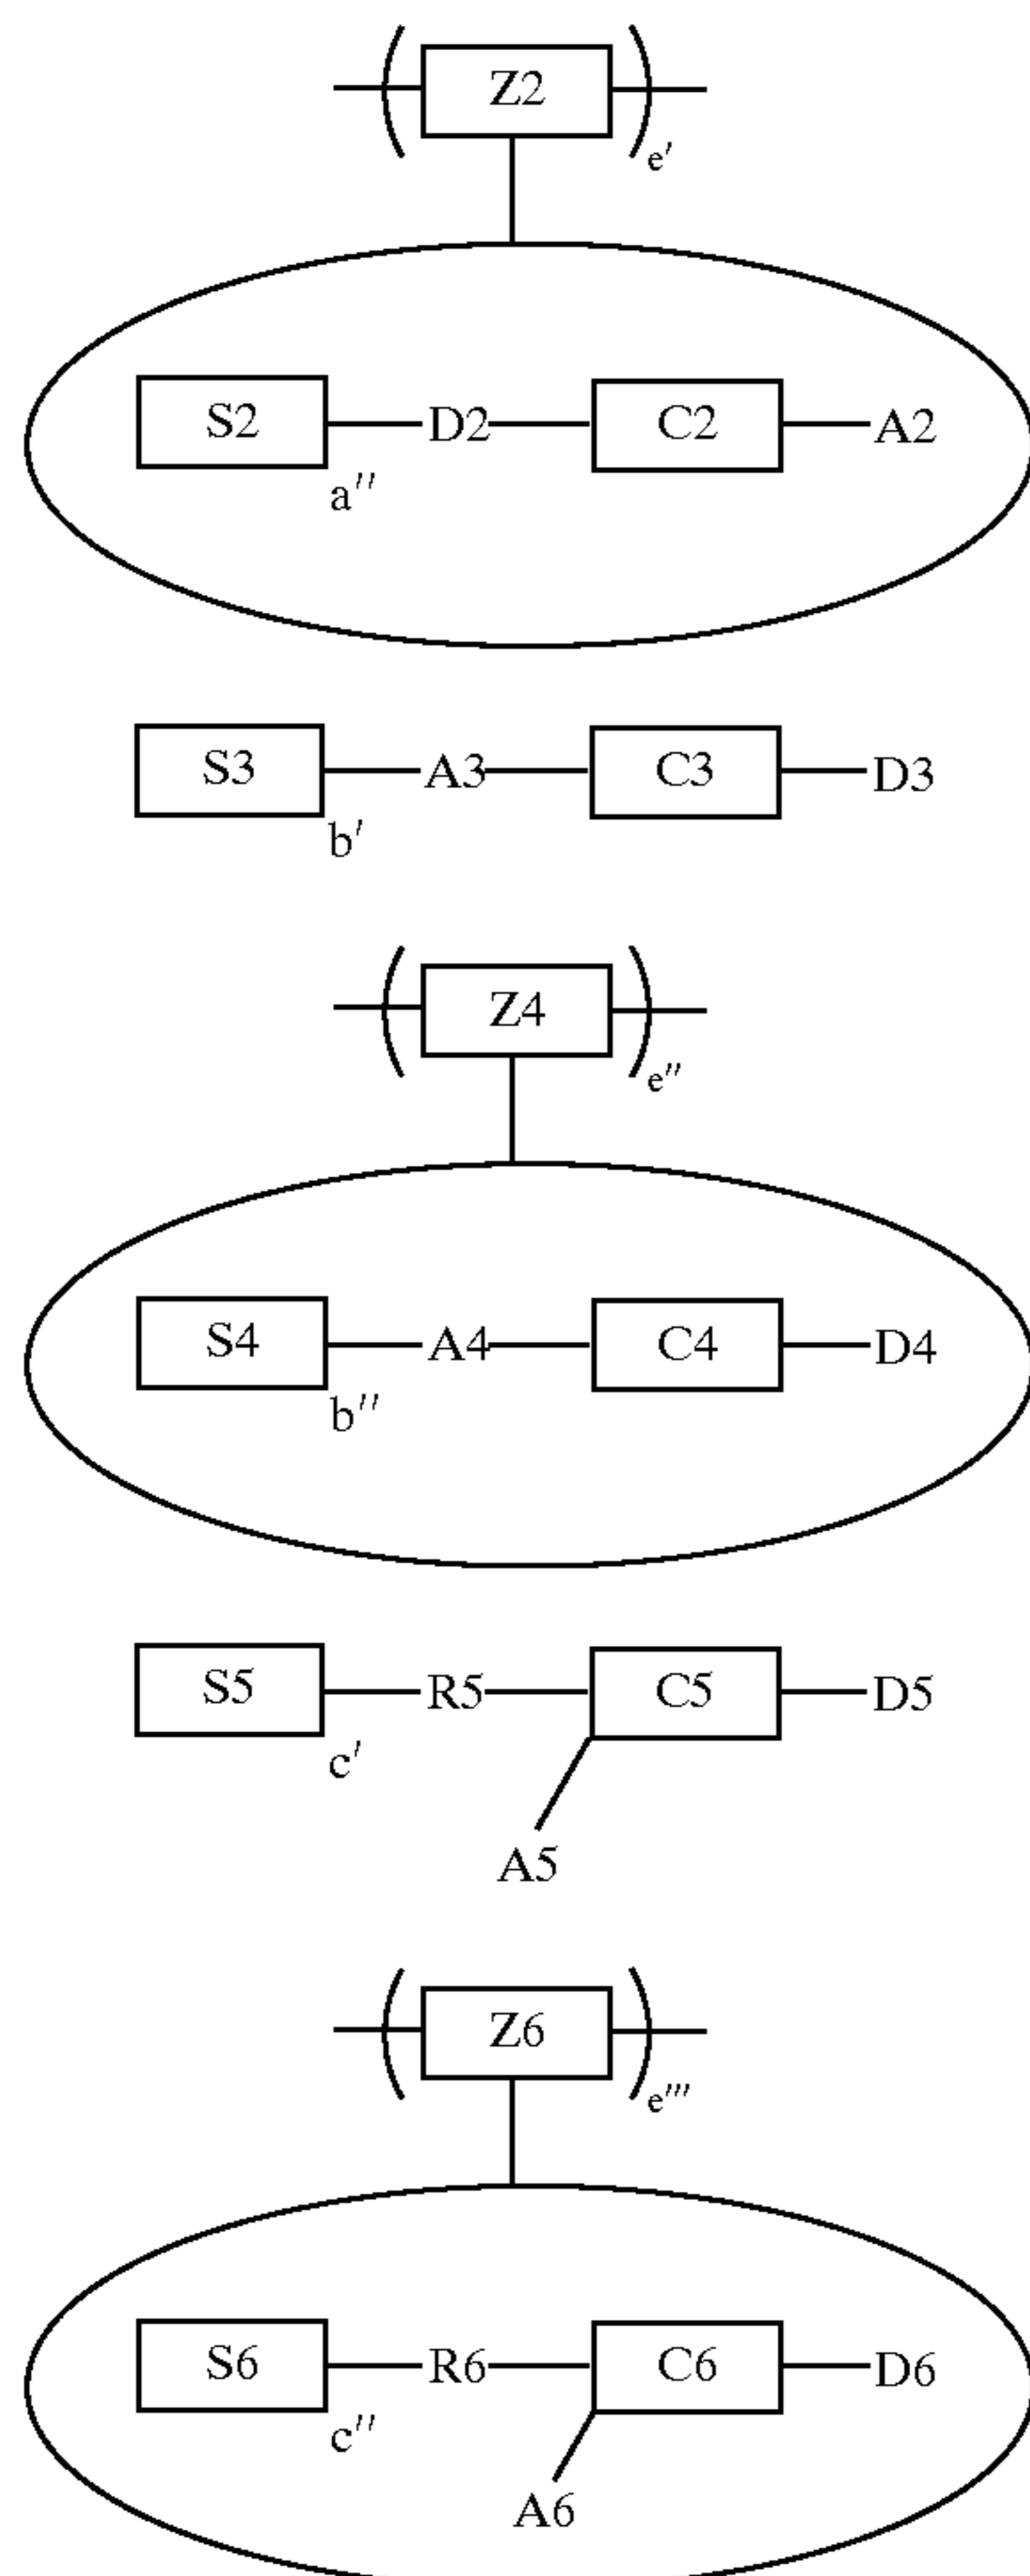 Z2
e′
S2 D2 C2 A2
a″
S3 A3 C3 D3
b′
Z4
e″
S4 A4 C4 D4
b″
S5 R5 C5 D5
c′
A5
Z6
e‴
S6 R6 C6 D6
c″
A6